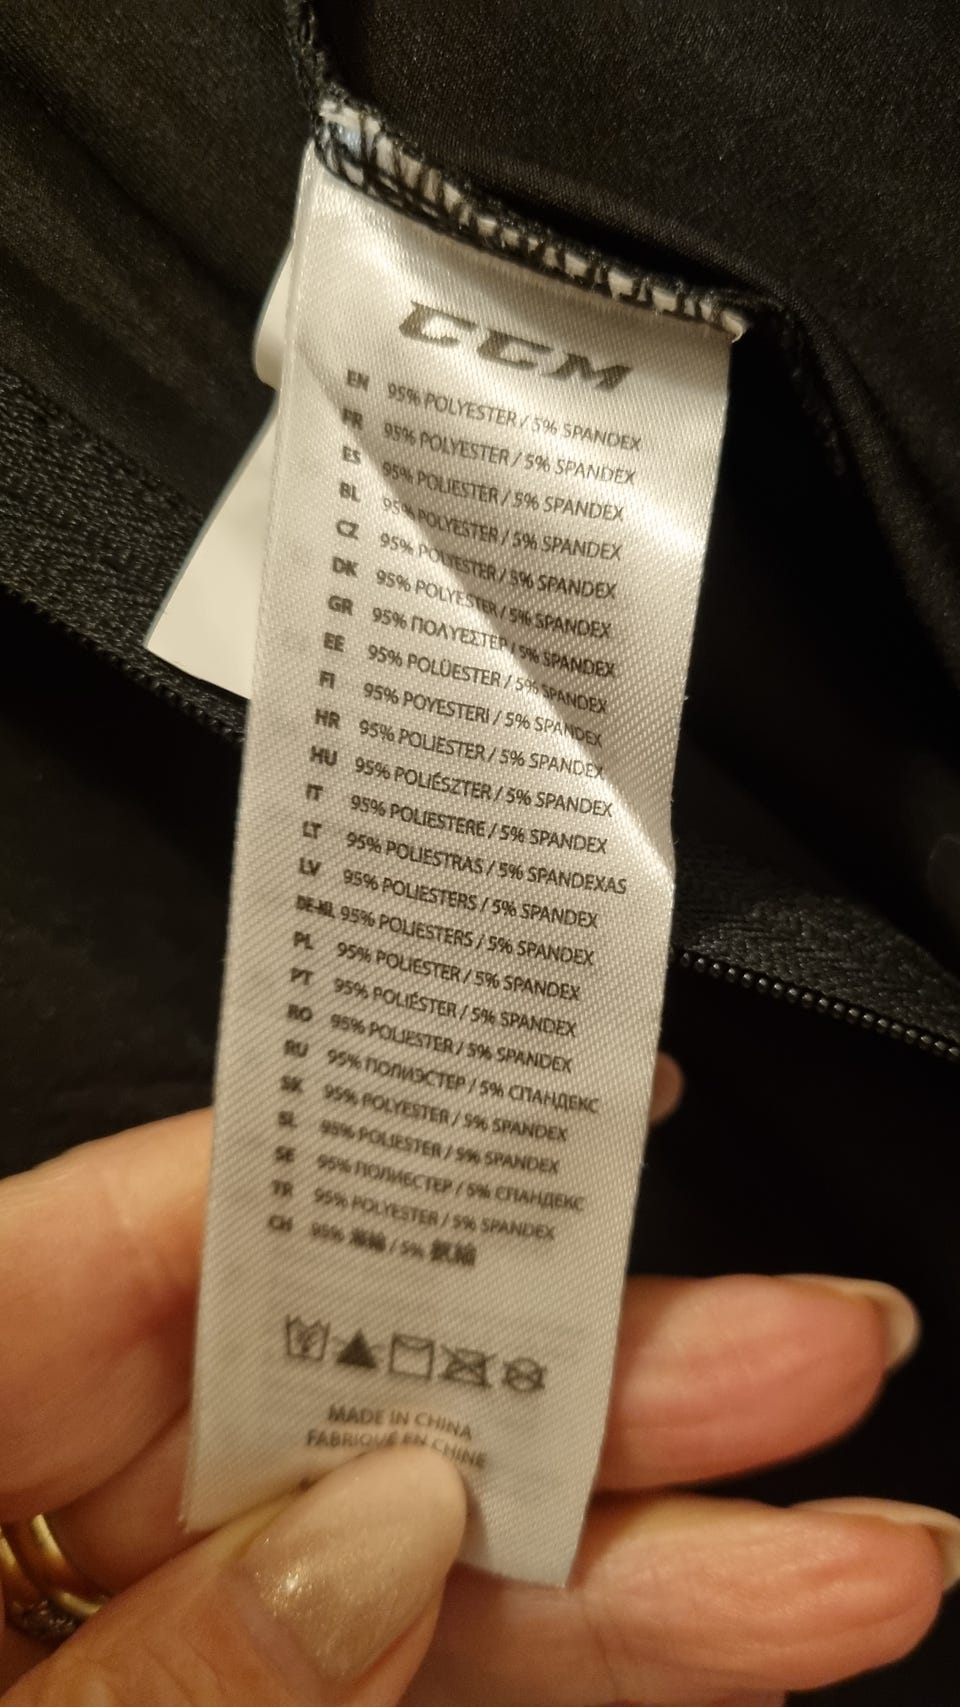 CCM
EN 95% POLYESTER / 5% SPANDEX
FR 95% POLYESTER / 5% SPANDEX
ES 95% POLIESTER / 5% SPANDEX
BL 95% POLYESTER / 5% SPANDEX
CZ 95% POLYESTER / 5% SPANDEX
DK 95% POLYESTER / 5% SPANDEX
GR 95% ΠΟΛΥΕΣΤΕΡ / 5% SPANDEX
EE 95% POLÜESTER / 5% SPANDEX
FI 95% POYESTERI / 5% SPANDEX
HR 95% POLIESTER / 5% SPANDEX
HU 95% POLIÉSZTER / 5% SPANDEX
IT 95% POLIESTERE / 5% SPANDEX
LT 95% POLIESTRAS / 5% SPANDEXAS
LV 95% POLIESTERS / 5% SPANDEX
DE-NL 95% POLIESTERS / 5% SPANDEX
PL 95% POLIESTER / 5% SPANDEX
PT 95% POLIÉSTER / 5% SPANDEX
RO 95% POLIESTER / 5% SPANDEX
RU 95% ПОЛИЭСТЕР / 5% СПАНДЕКС
SK 95% POLYESTER / 5% SPANDEX
SL 95% POLIESTER / 5% SPANDEX
SE 95% ПОЛИЕСТЕР / 5% СПАНДЕКС
TR 95% POLYESTER / 5% SPANDEX
CH 95% / 5%
MADE IN CHINA
FABRIQUÉ EN CHINE